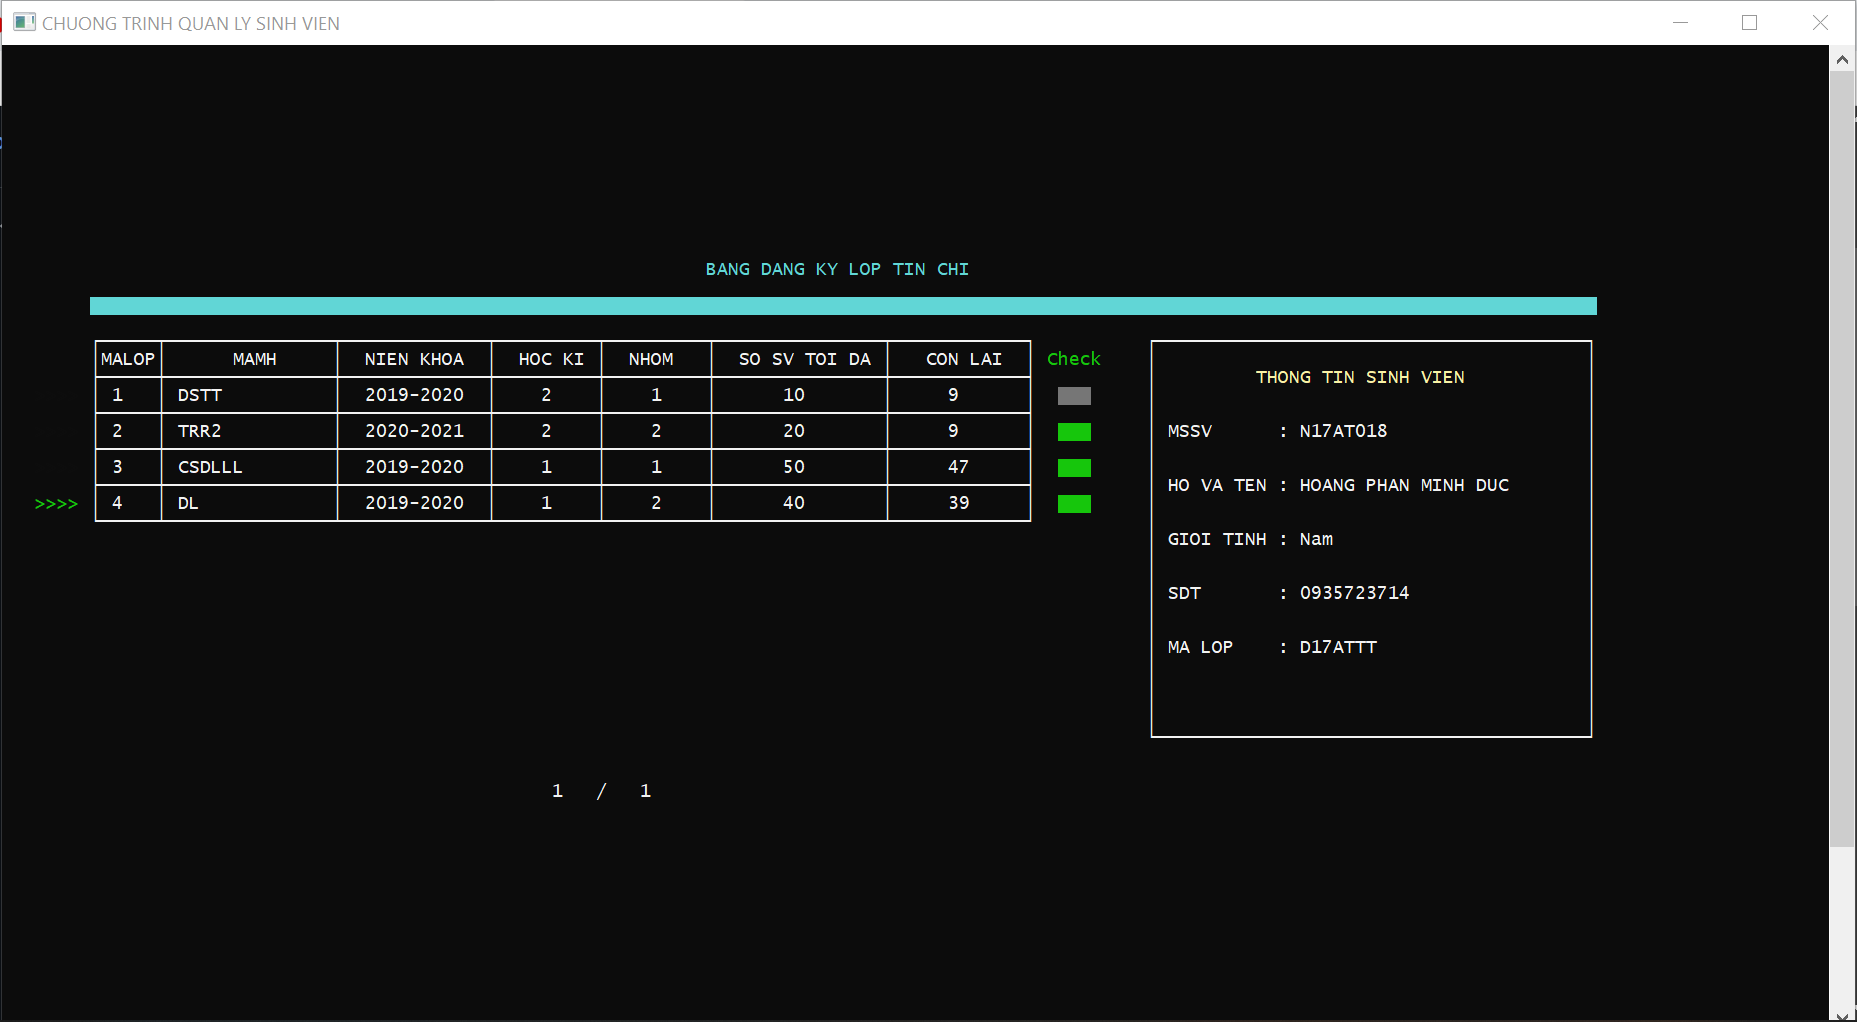 CHUONG TRINH QUAN LY SINH VIEN
BANG DANG KY LOP TIN CHI
MALOP MAMH NIEN KHOA HOC KI NHOM SO SV TOI DA CON LAI Check
1 DSTT 2019-2020 2 1 10 9
2 TRR2 2020-2021 2 2 20 9
3 CSDLLL 2019-2020 1 1 50 47
>>>> 4 DL 2019-2020 1 2 40 39
THONG TIN SINH VIEN
MSSV : N17AT018
HO VA TEN : HOANG PHAN MINH DUC
GIOI TINH : Nam
SDT : 0935723714
MA LOP : D17ATTT
1 / 1